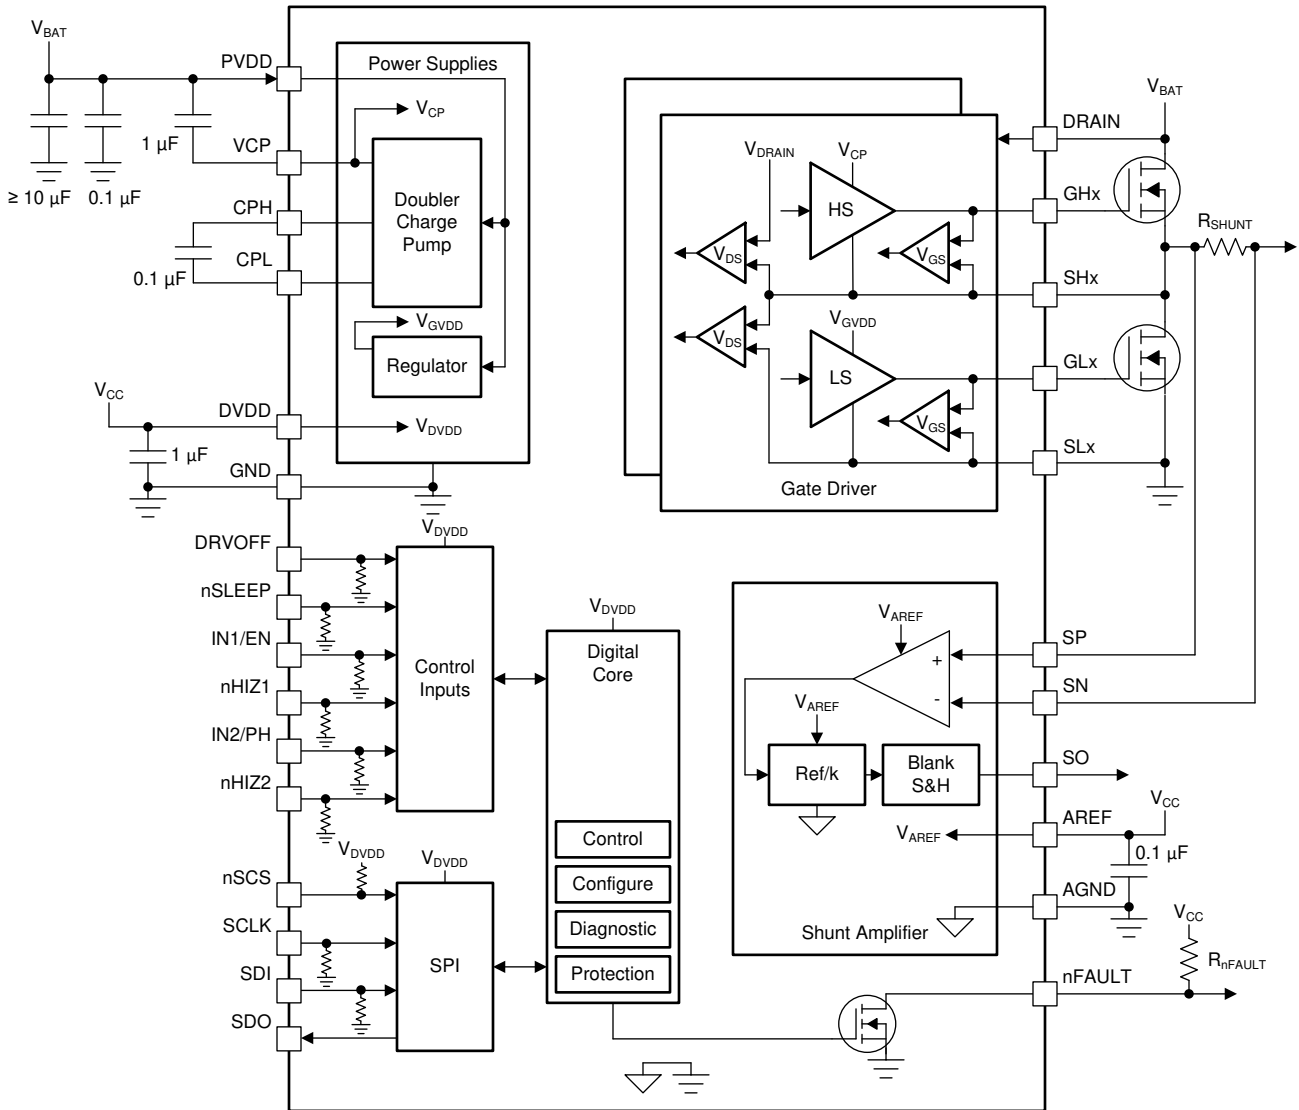 VBAT
PVDD
1 µF
VCP
≥ 10 µF
0.1 µF
CPH
0.1 µF
CPL
VCC
DVDD
1 µF
GND
Power Supplies
VCP
Doubler
Charge
Pump
VGVDD
Regulator
VDVDD
VDRAIN
VCP
HS
VDS
VGS
VDS
VGVDD
LS
VGS
Gate Driver
VBAT
DRAIN
GHx
RSHUNT
SHx
GLx
SLx
DRVOFF
nSLEEP
IN1/EN
nHIZ1
IN2/PH
nHIZ2
VDVDD
Control
Inputs
VDVDD
nSCS
SCLK
SDI
SDO
VDVDD
SPI
VDVDD
Digital
Core
Control
Configure
Diagnostic
Protection
VAREF
+
-
VAREF
Ref/k
Blank
S&H
VAREF
Shunt Amplifier
SP
SN
SO
VCC
AREF
0.1 µF
AGND
VCC
RnFAULT
nFAULT